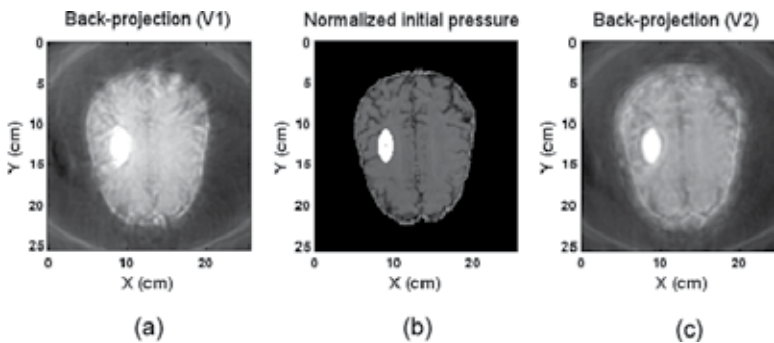 Back-projection (V1)
0
5
10
15
20
25
Y (cm)
0
10
20
X (cm)
(a)
Normalized initial pressure
0
5
10
15
20
25
Y (cm)
0
10
20
X (cm)
(b)
Back-projection (V2)
0
5
10
15
20
25
Y (cm)
0
10
20
X (cm)
(c)